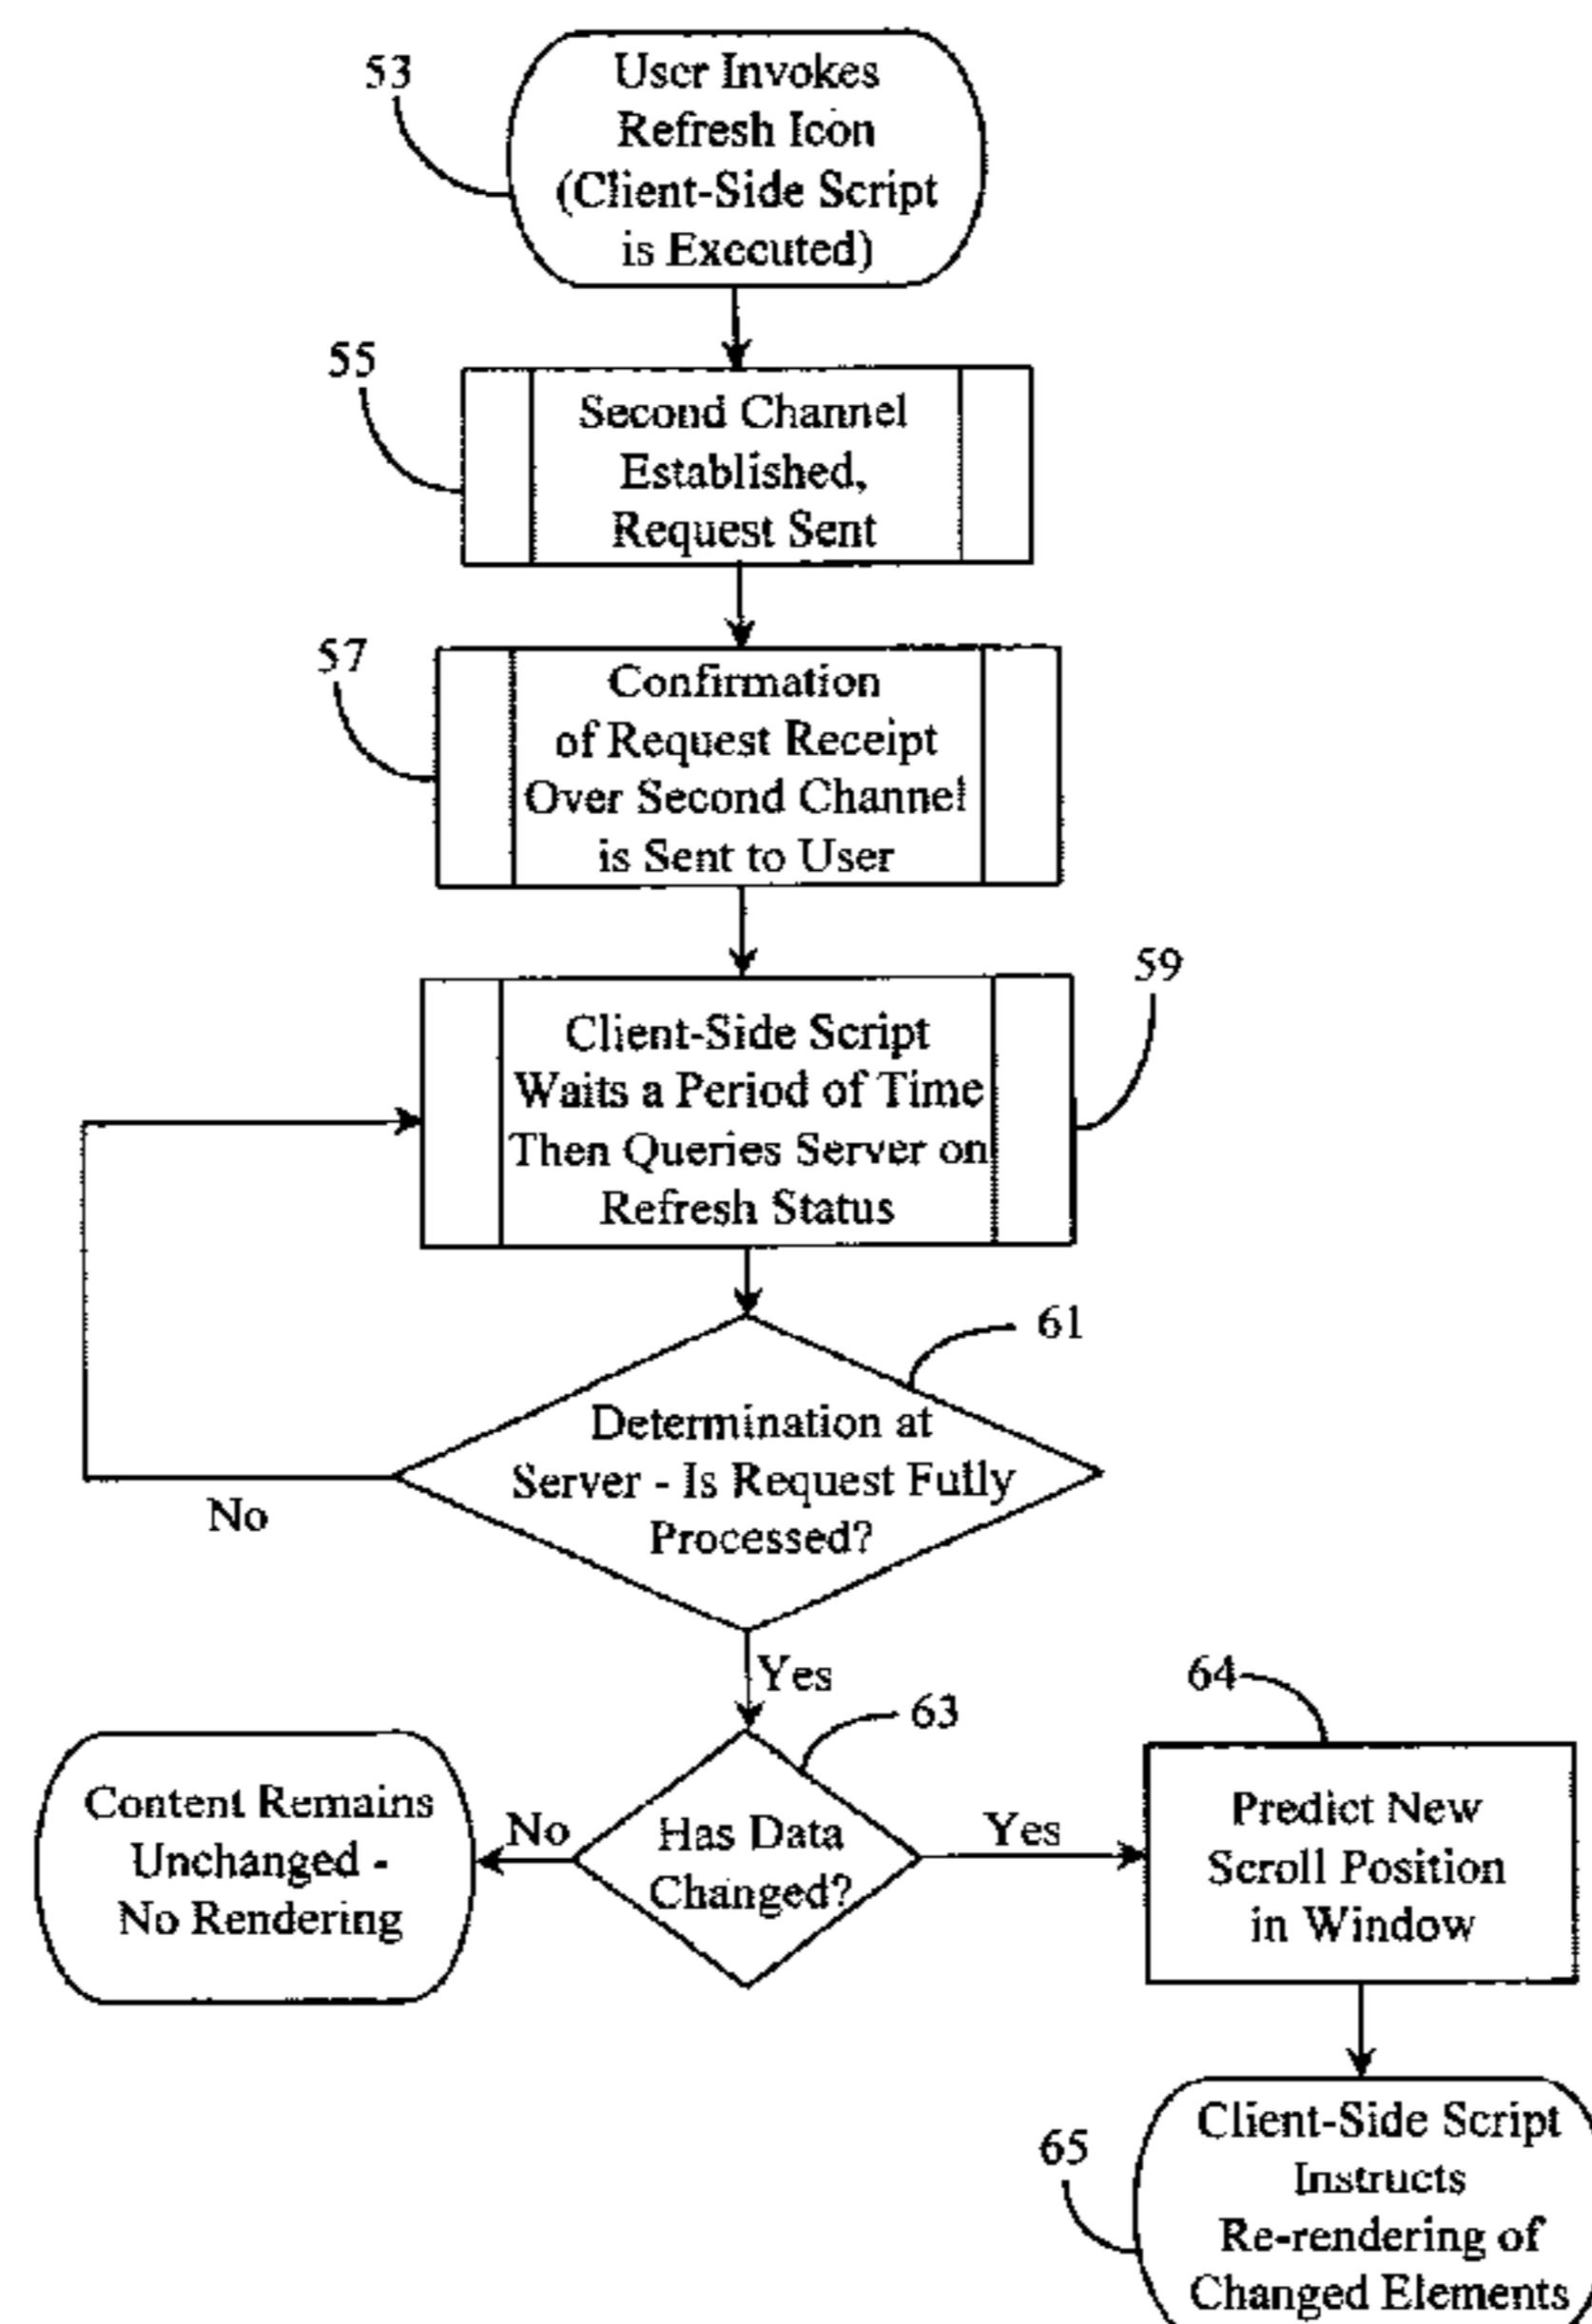 53
User Invokes
Refresh Icon
(Client-Side Script
is Executed)
55
Second Channel
Established,
Request Sent
57
Confirmation
of Request Receipt
Over Second Channel
is Sent to User
59
Client-Side Script
Waits a Period of Time
Then Queries Server on
Refresh Status
61
Determination at
Server - Is Request Fully
Processed?
No
Yes
63
64
Content Remains
Unchanged -
No Rendering
No
Has Data
Changed?
Yes
Predict New
Scroll Position
in Window
65
Client-Side Script
Instructs
Re-rendering of
Changed Elements